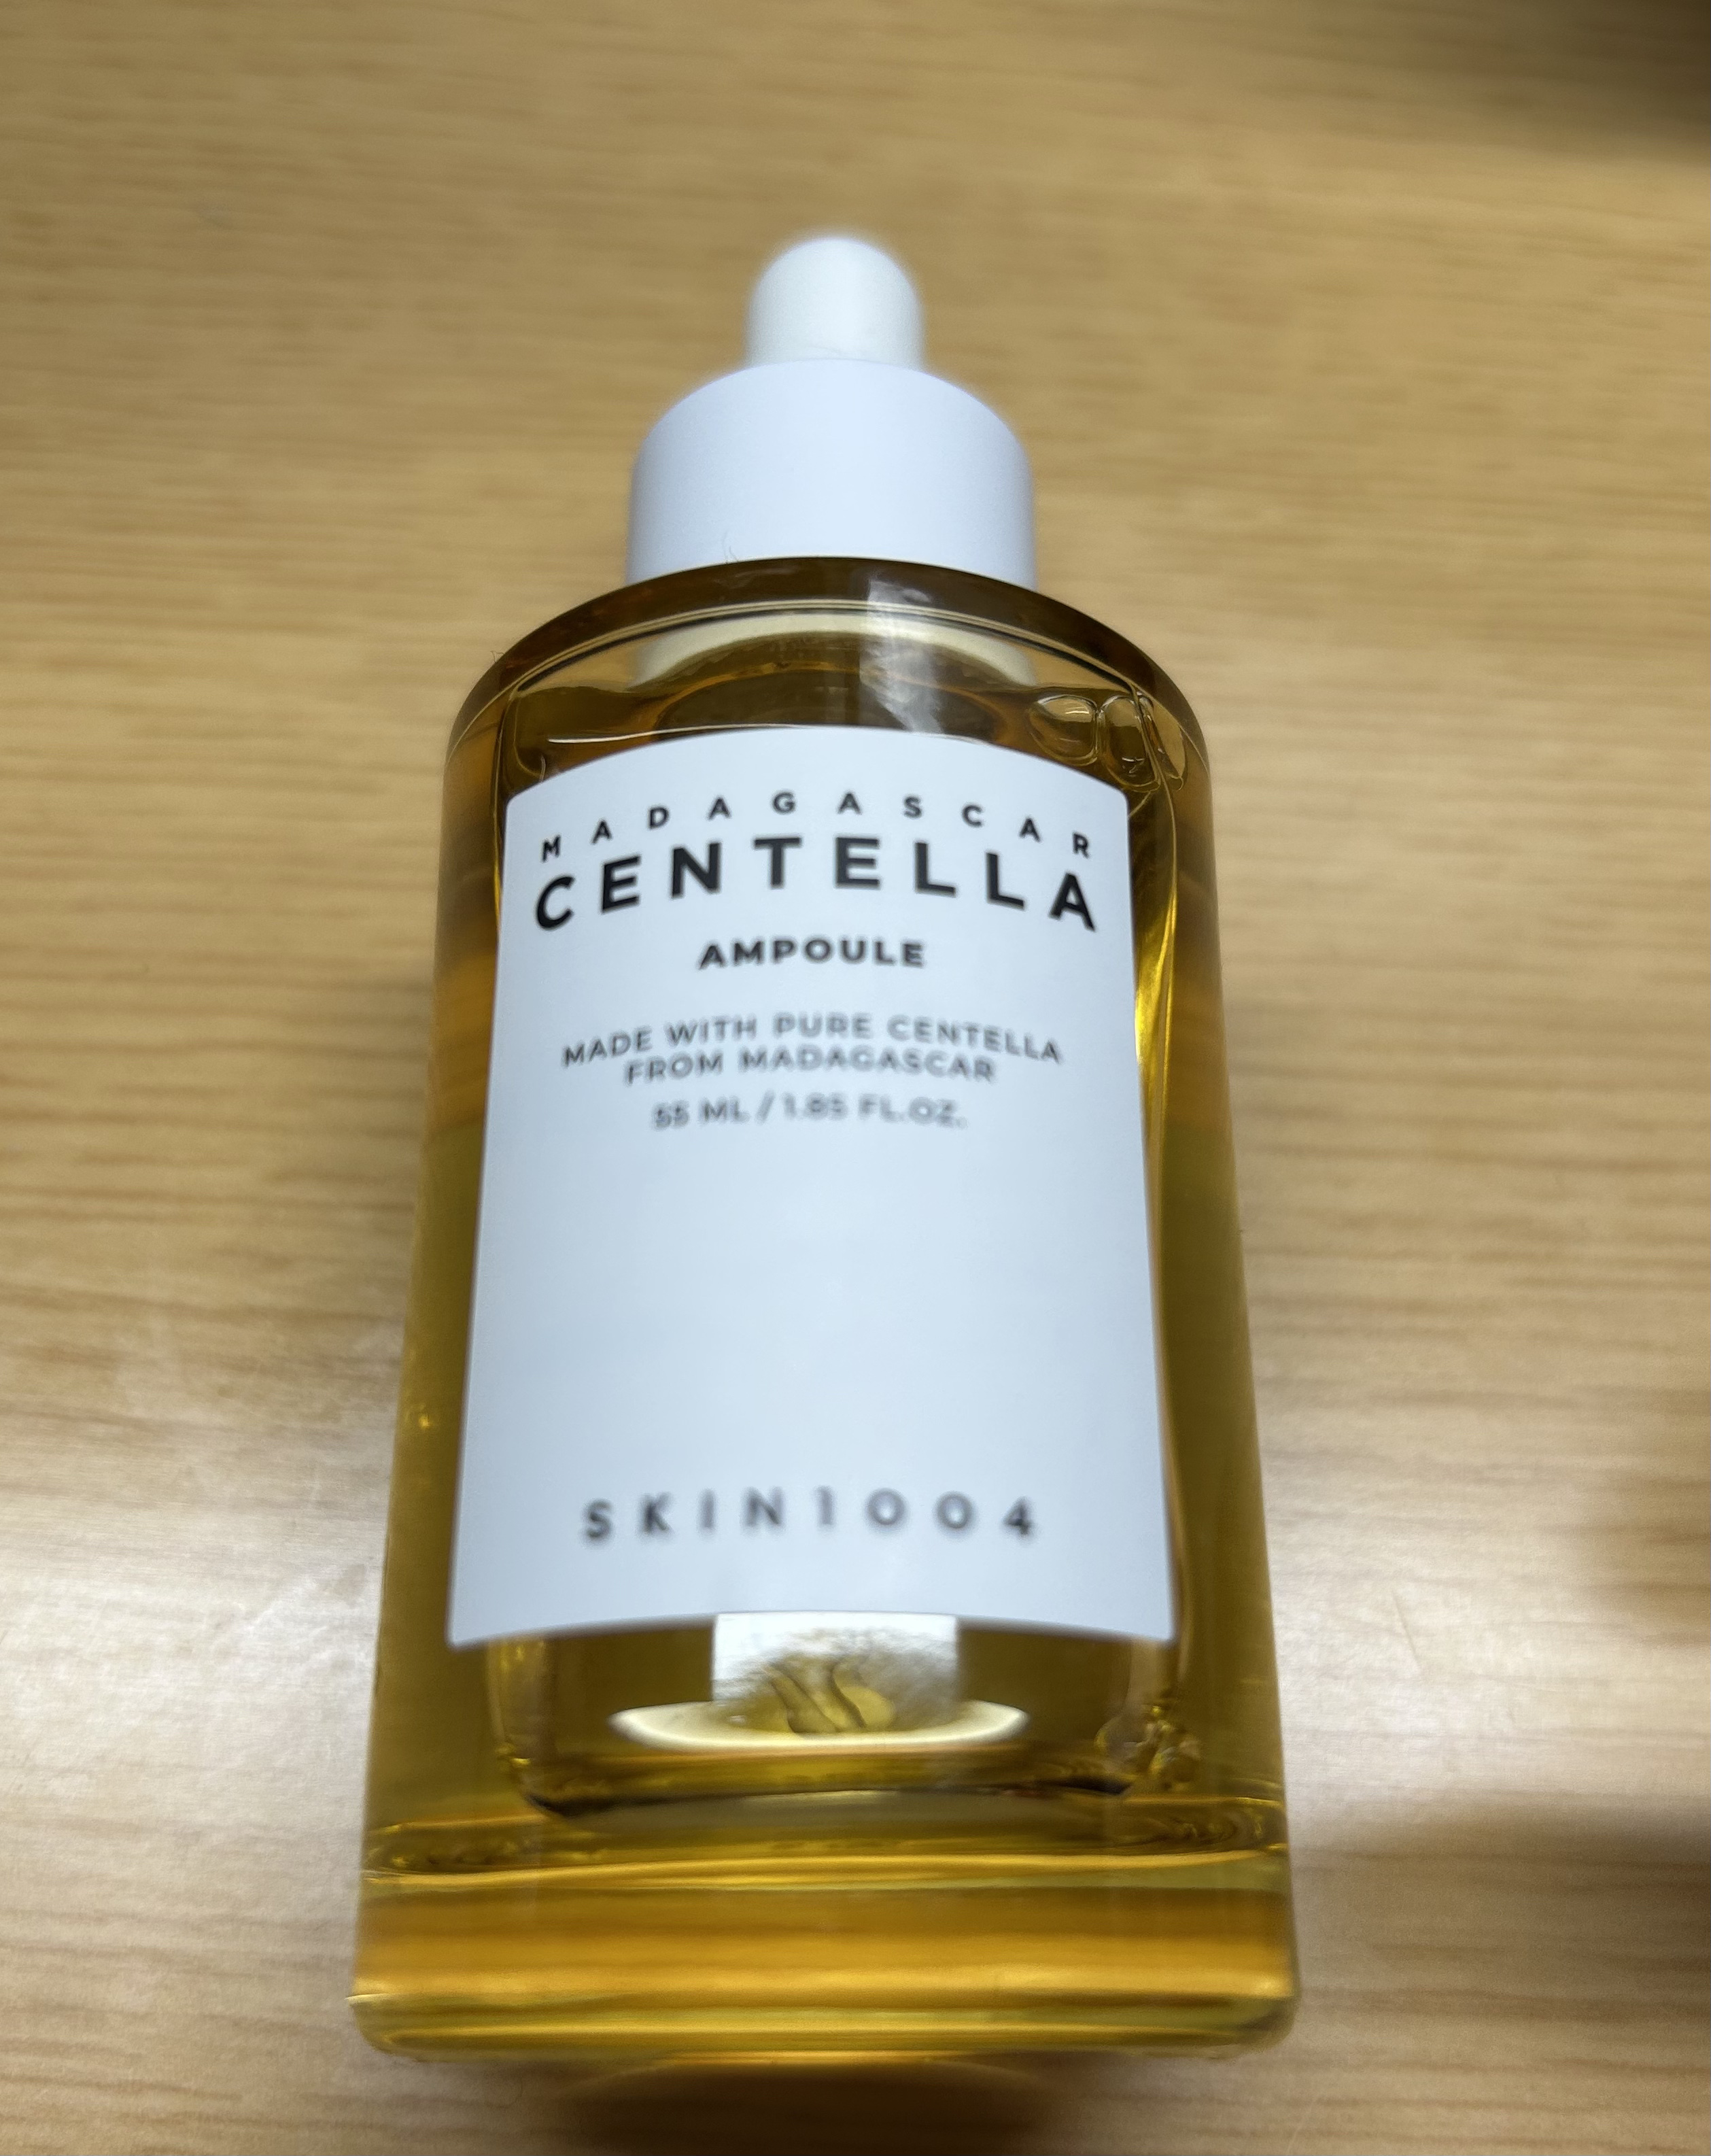 MADAGASCAR
CENTELLA
AMPOULE
MADE WITH PURE CENTELLA
FROM MADAGASCAR
55 ML / 1.85 FL.OZ.
SKIN1004